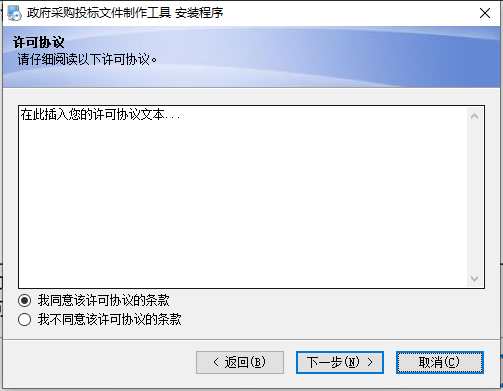 政府采购投标文件制作工具 安装程序
许可协议
请仔细阅读以下许可协议。
在此插入您的许可协议文本...
我同意该许可协议的条款
我不同意该许可协议的条款
< 返回(B) 下一步(N) > 取消(C)